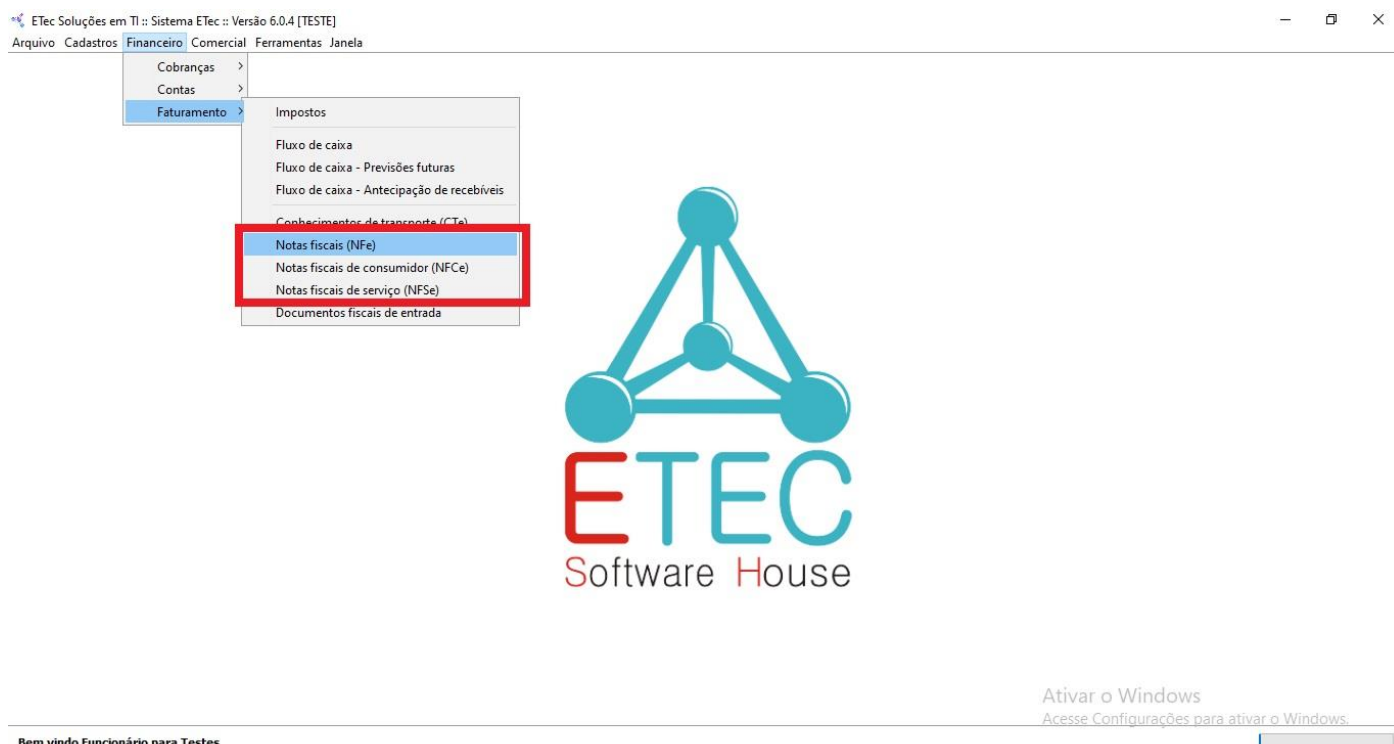 ETec Soluções em TI :: Sistema ETec :: Versão 6.0.4 [TESTE]
Arquivo Cadastros Financeiro Comercial Ferramentas Janela
Cobranças
Contas
Faturamento
Impostos
Fluxo de caixa
Fluxo de caixa - Previsões futuras
Fluxo de caixa - Antecipação de recebíveis
Conhecimentos de transporte (CTe)
Notas fiscais (NFe)
Notas fiscais de consumidor (NFCe)
Notas fiscais de serviço (NFSe)
Documentos fiscais de entrada
ETEC
Software House
Ativar o Windows
Acesse Configurações para ativar o Windows.
Bem vindo Funcionário para Testes